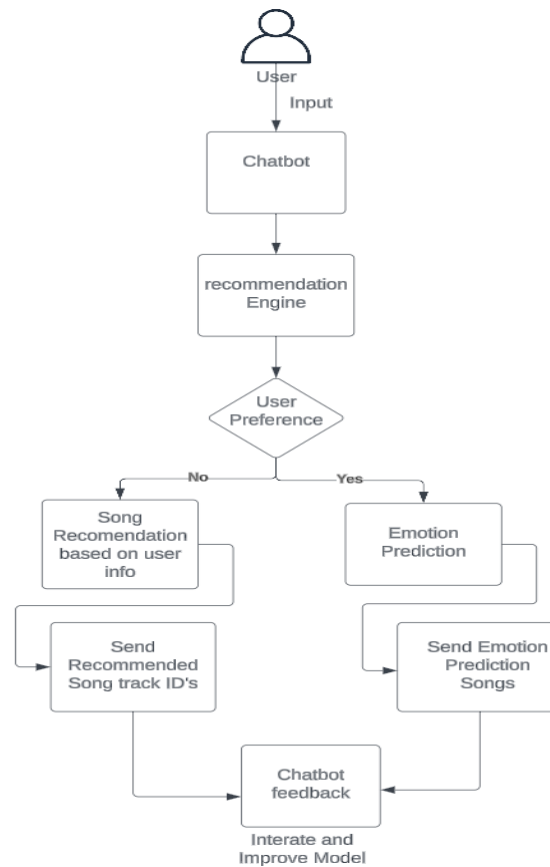 User
Input
Chatbot
recommendation
Engine
User
Preference
No
Yes
Song
Recomendation
based on user
info
Emotion
Prediction
Send
Recommended
Song track ID's
Send Emotion
Prediction
Songs
Chatbot
feedback
Interate and
Improve Model